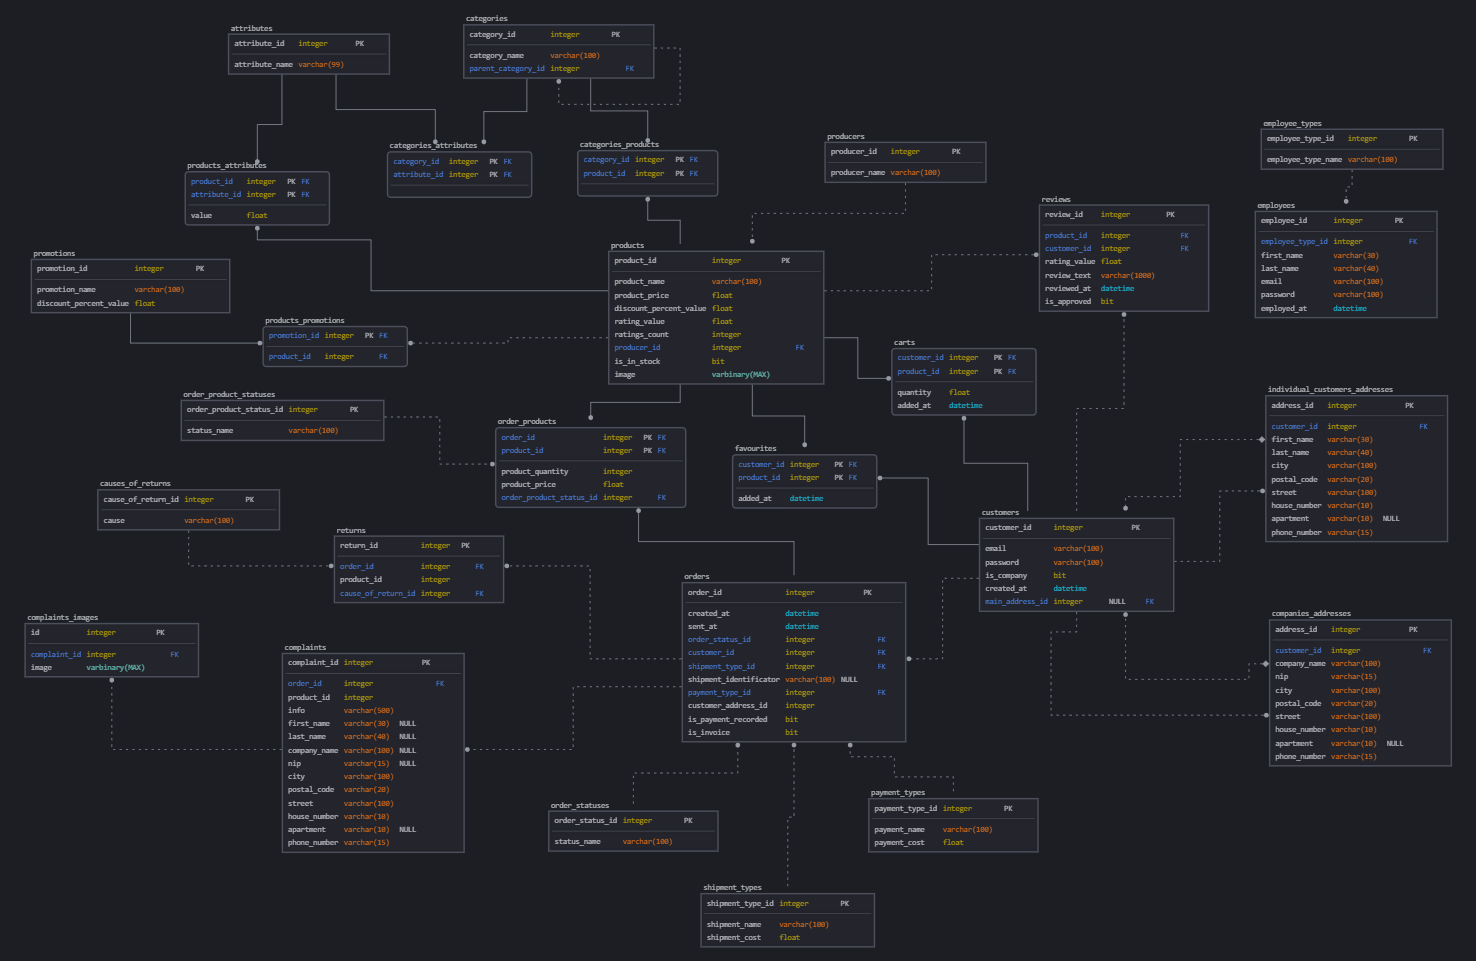 categories
category_id integer PK
category_name varchar(100)
parent_category_id integer FK
attributes
attribute_id integer PK
attribute_name varchar(99)
employee_types
employee_type_id integer PK
employee_type_name varchar(100)
producers
producer_id integer PK
producer_name varchar(100)
categories_attributes
category_id integer PK FK
attribute_id integer PK FK
categories_products
category_id integer PK FK
product_id integer PK FK
products_attributes
product_id integer PK FK
attribute_id integer PK FK
value float
reviews
review_id integer PK
product_id integer FK
customer_id integer FK
rating_value float
review_text varchar(1000)
reviewed_at datetime
is_approved bit
employees
employee_id integer PK
employee_type_id integer FK
first_name varchar(30)
last_name varchar(40)
email varchar(100)
password varchar(100)
employed_at datetime
products
product_id integer PK
product_name varchar(100)
product_price float
discount_percent_value float
rating_value float
ratings_count integer
producer_id integer FK
is_in_stock bit
image varbinary(MAX)
promotions
promotion_id integer PK
promotion_name varchar(100)
discount_percent_value float
products_promotions
promotion_id integer PK FK
product_id integer FK
carts
customer_id integer PK FK
product_id integer PK FK
quantity float
added_at datetime
individual_customers_addresses
address_id integer PK
customer_id integer FK
first_name varchar(30)
last_name varchar(40)
city varchar(100)
postal_code varchar(20)
street varchar(100)
house_number varchar(10)
apartment varchar(10) NULL
phone_number varchar(15)
order_product_statuses
order_product_status_id integer PK
status_name varchar(100)
order_products
order_id integer PK FK
product_id integer PK FK
product_quantity integer
product_price float
order_product_status_id integer FK
favourites
customer_id integer PK FK
product_id integer PK FK
added_at datetime
causes_of_returns
cause_of_return_id integer PK
cause varchar(100)
customers
customer_id integer PK
email varchar(100)
password varchar(100)
is_company bit
created_at datetime
main_address_id integer NULL FK
returns
return_id integer PK
order_id integer FK
product_id integer
cause_of_return_id integer FK
orders
order_id integer PK
created_at datetime
sent_at datetime
order_status_id integer FK
customer_id integer FK
shipment_type_id integer FK
shipment_identificator varchar(100) NULL
payment_type_id integer FK
customer_address_id integer
is_payment_recorded bit
is_invoice bit
companies_addresses
address_id integer PK
customer_id integer FK
company_name varchar(100)
nip varchar(15)
city varchar(100)
postal_code varchar(20)
street varchar(100)
house_number varchar(10)
apartment varchar(10) NULL
phone_number varchar(15)
complaints_images
id integer PK
complaint_id integer FK
image varbinary(MAX)
complaints
complaint_id integer PK
order_id integer FK
product_id integer
info varchar(500)
first_name varchar(30) NULL
last_name varchar(40) NULL
company_name varchar(100) NULL
nip varchar(15) NULL
city varchar(100)
postal_code varchar(20)
street varchar(100)
house_number varchar(10)
apartment varchar(10) NULL
phone_number varchar(15)
payment_types
payment_type_id integer PK
payment_name varchar(100)
payment_cost float
order_statuses
order_status_id integer PK
status_name varchar(100)
shipment_types
shipment_type_id integer PK
shipment_name varchar(100)
shipment_cost float